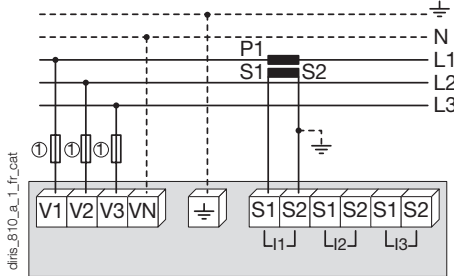 N
P1
L1
S1 S2
L2
L3
① ① ①
V1 V2 V3 VN S1 S2 S1 S2 S1 S2
I1 I2 I3
diris_810_a_1_fr_cat